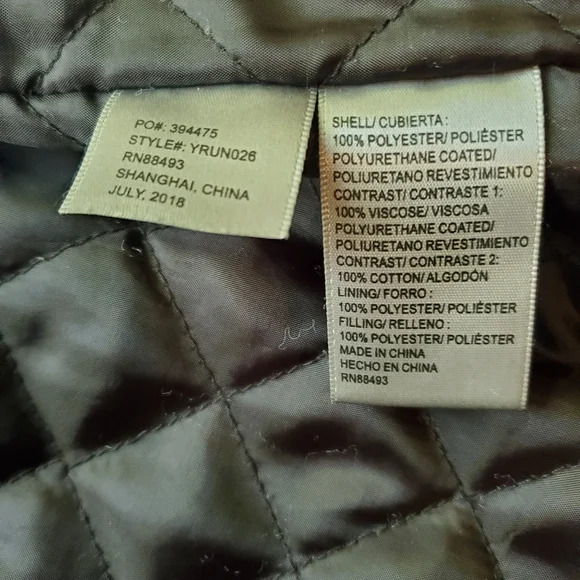 PO#: 394475
STYLE#: YRUN026
RN88493
SHANGHAI, CHINA
JULY, 2018
SHELL/ CUBIERTA:
100% POLYESTER/ POLIÉSTER
POLYURETHANE COATED/
POLIURETANO REVESTIMIENTO
CONTRAST/ CONTRASTE 1:
100% VISCOSE/ VISCOSA
POLYURETHANE COATED/
POLIURETANO REVESTIMIENTO
CONTRAST/ CONTRASTE 2:
100% COTTON/ ALGODÓN
LINING/ FORRO :
100% POLYESTER/ POLIÉSTER
FILLING/ RELLENO :
100% POLYESTER/ POLIÉSTER
MADE IN CHINA
HECHO EN CHINA
RN88493